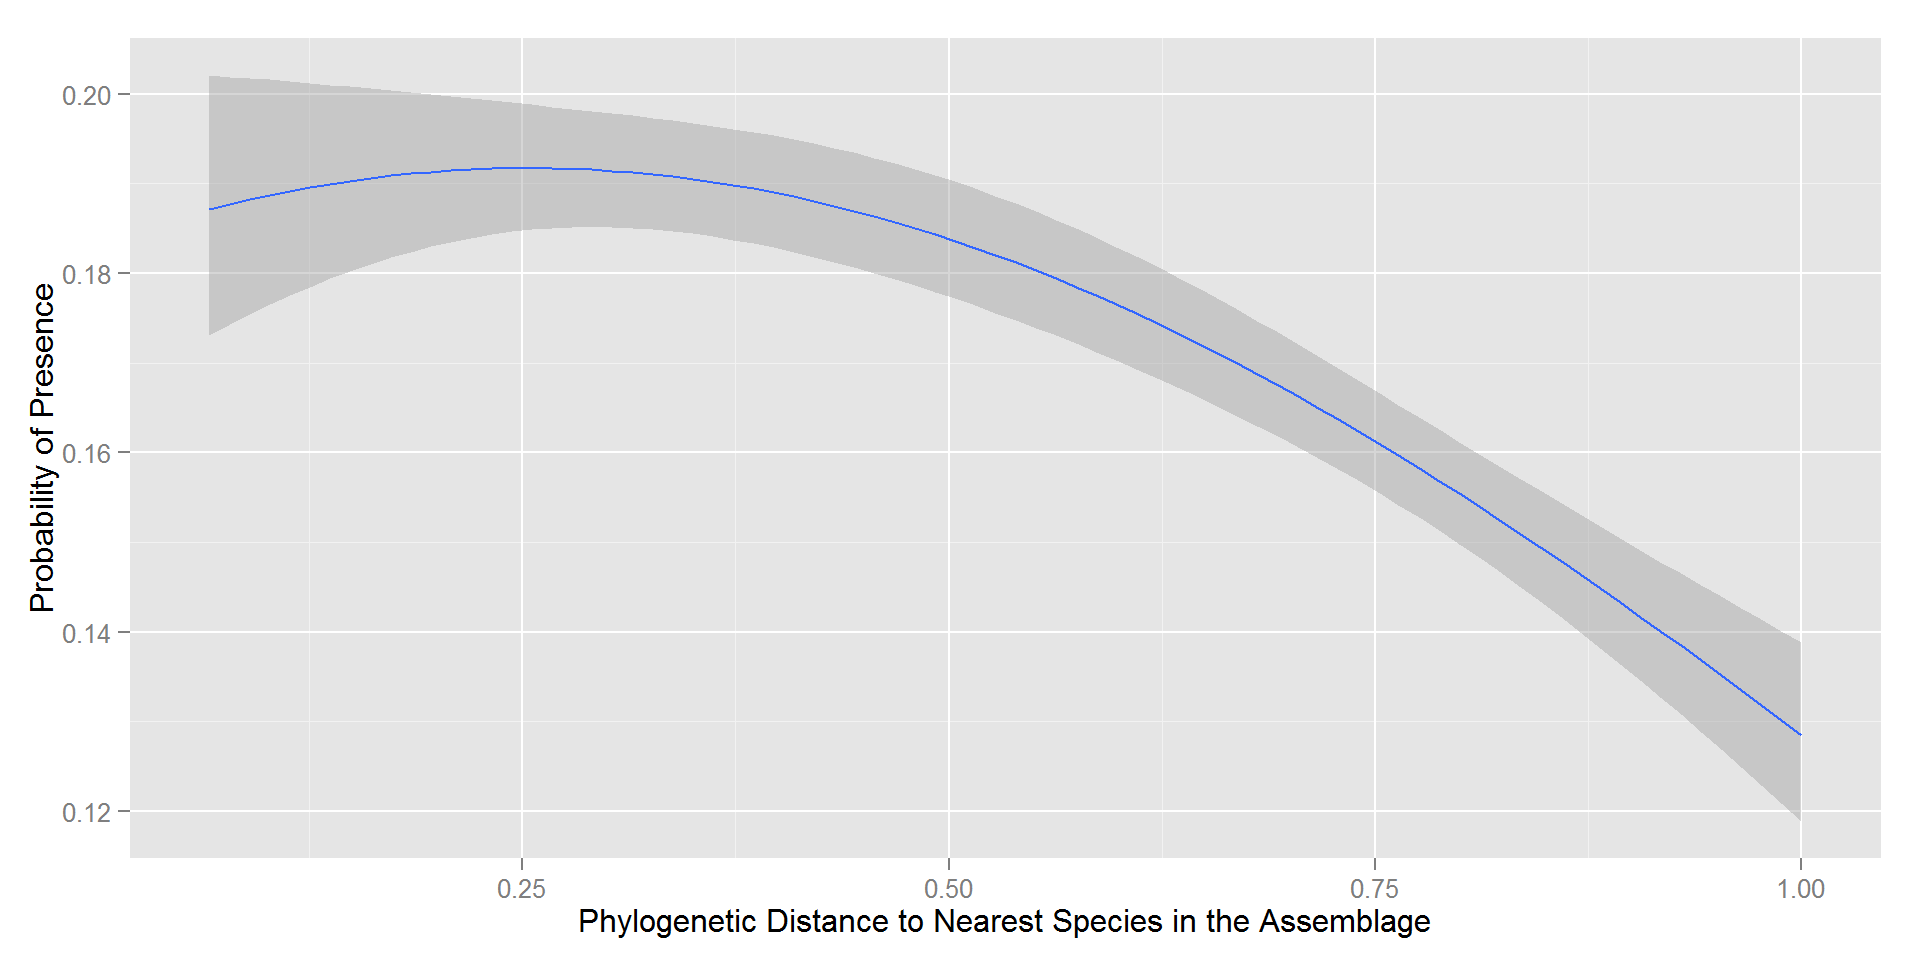 Probability of Presence
0.20
0.18
0.16
0.14
0.12
0.25 0.50 0.75 1.00
Phylogenetic Distance to Nearest Species in the Assemblage